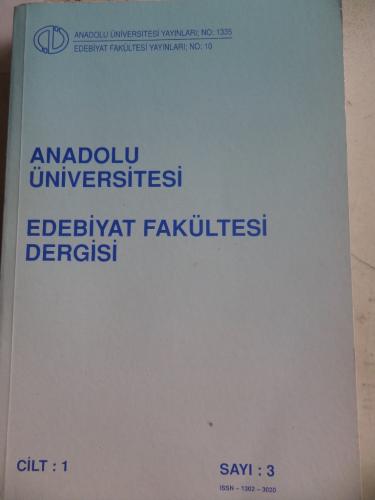 ANADOLU ÜNİVERSİTESİ YAYINLARI; NO: 1335
EDEBİYAT FAKÜLTESİ YAYINLARI; NO: 10
ANADOLU
ÜNİVERSİTESİ
EDEBİYAT FAKÜLTESİ
DERGİSİ
CİLT : 1
SAYI : 3
ISSN - 1302 - 3020